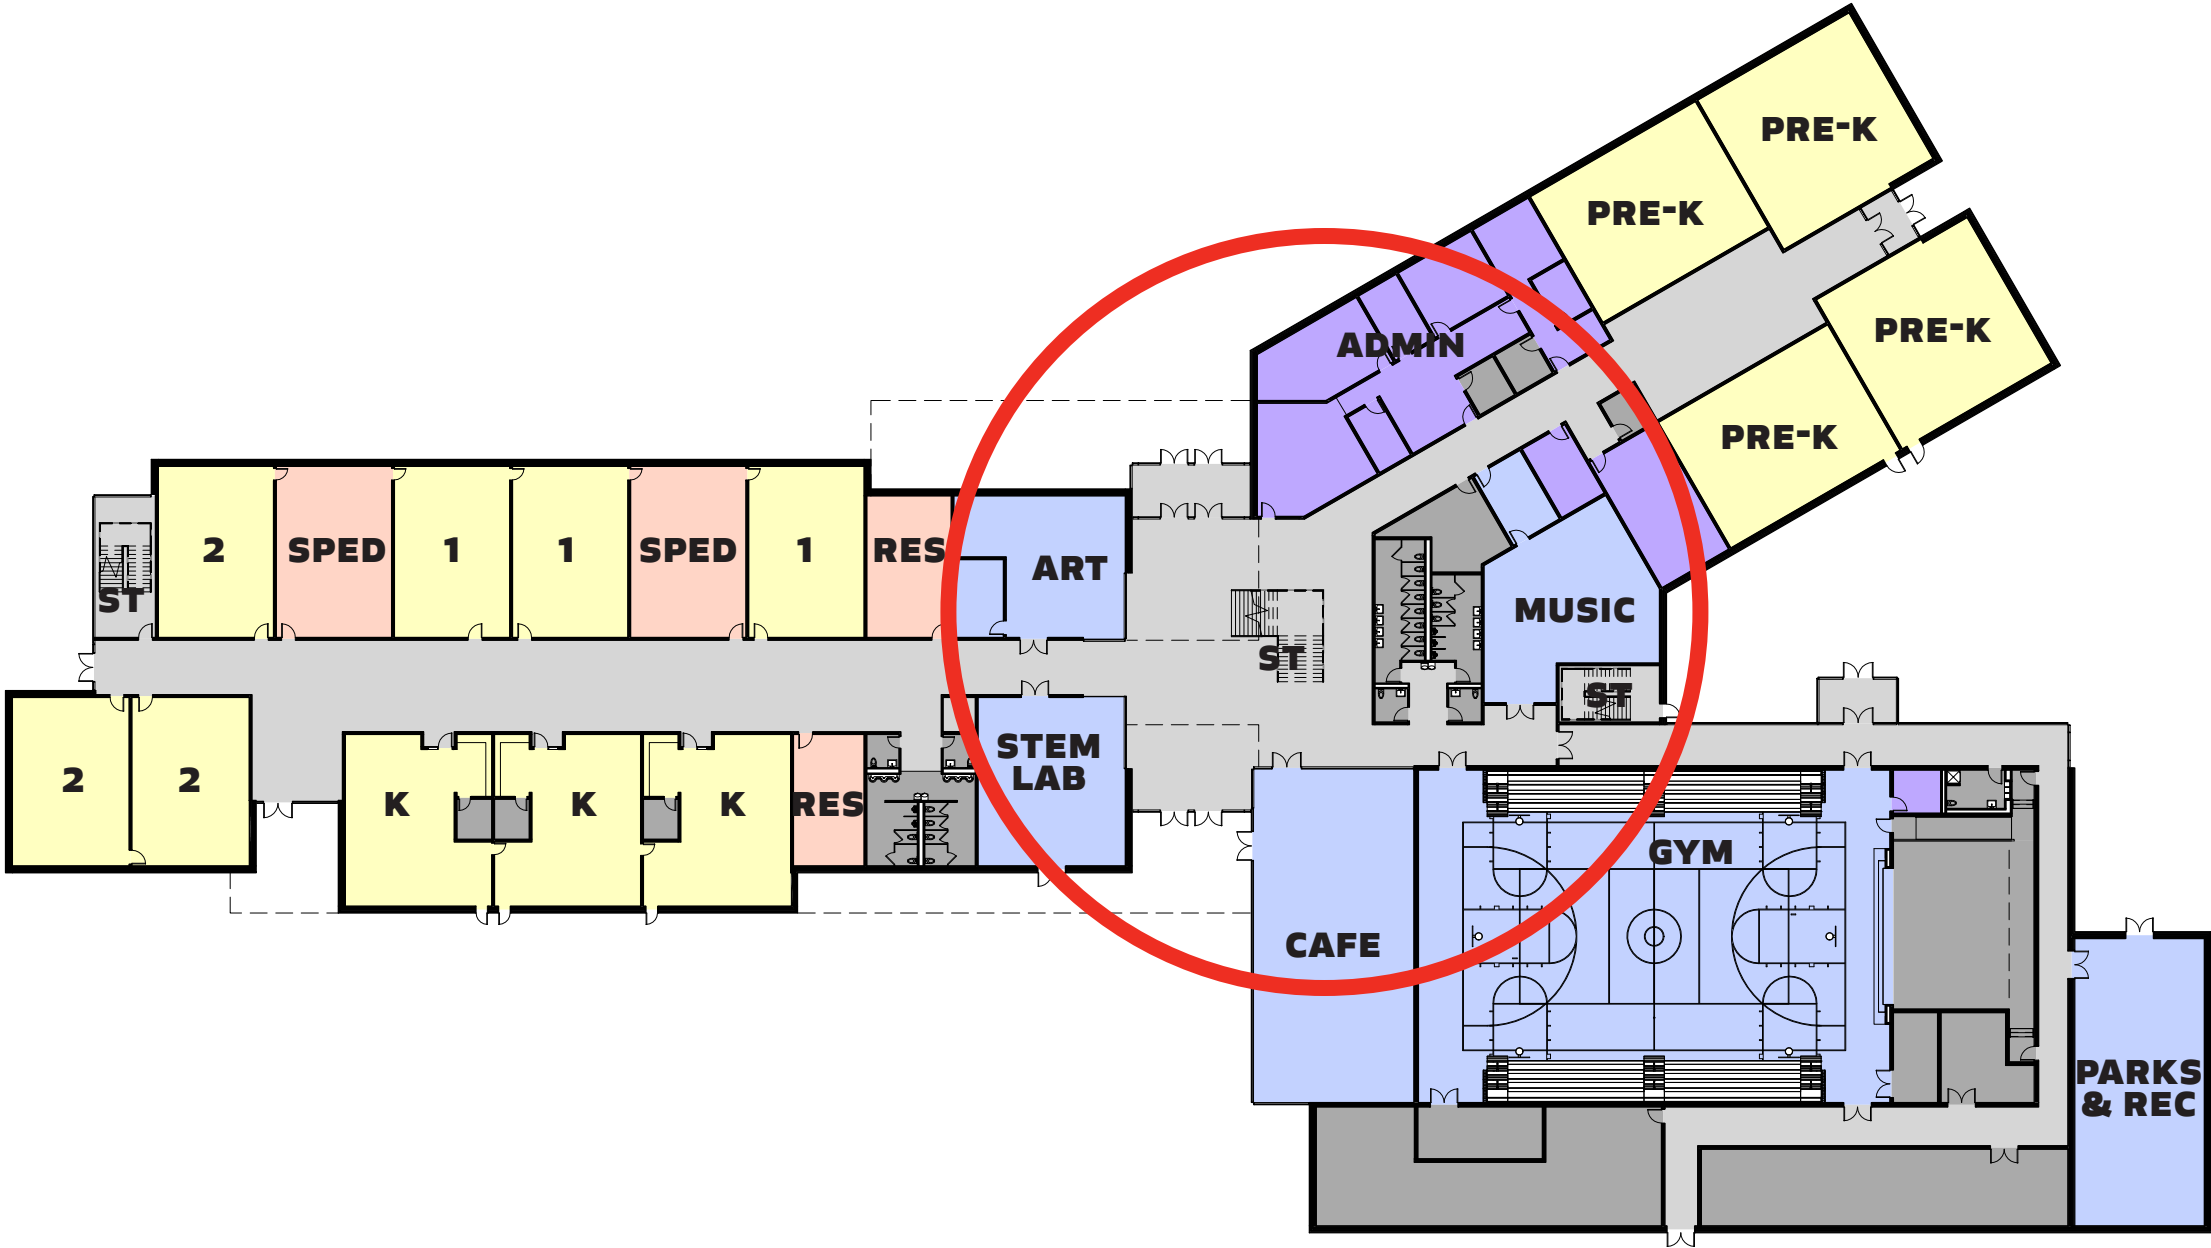 PRE-K
PRE-K
PRE-K
ADMIN
PRE-K
2
SPED
1
1
SPED
1
RES
ART
ST
MUSIC
ST
ST
2
2
K
K
K
RES
STEM
LAB
GYM
CAFE
PARKS
& REC